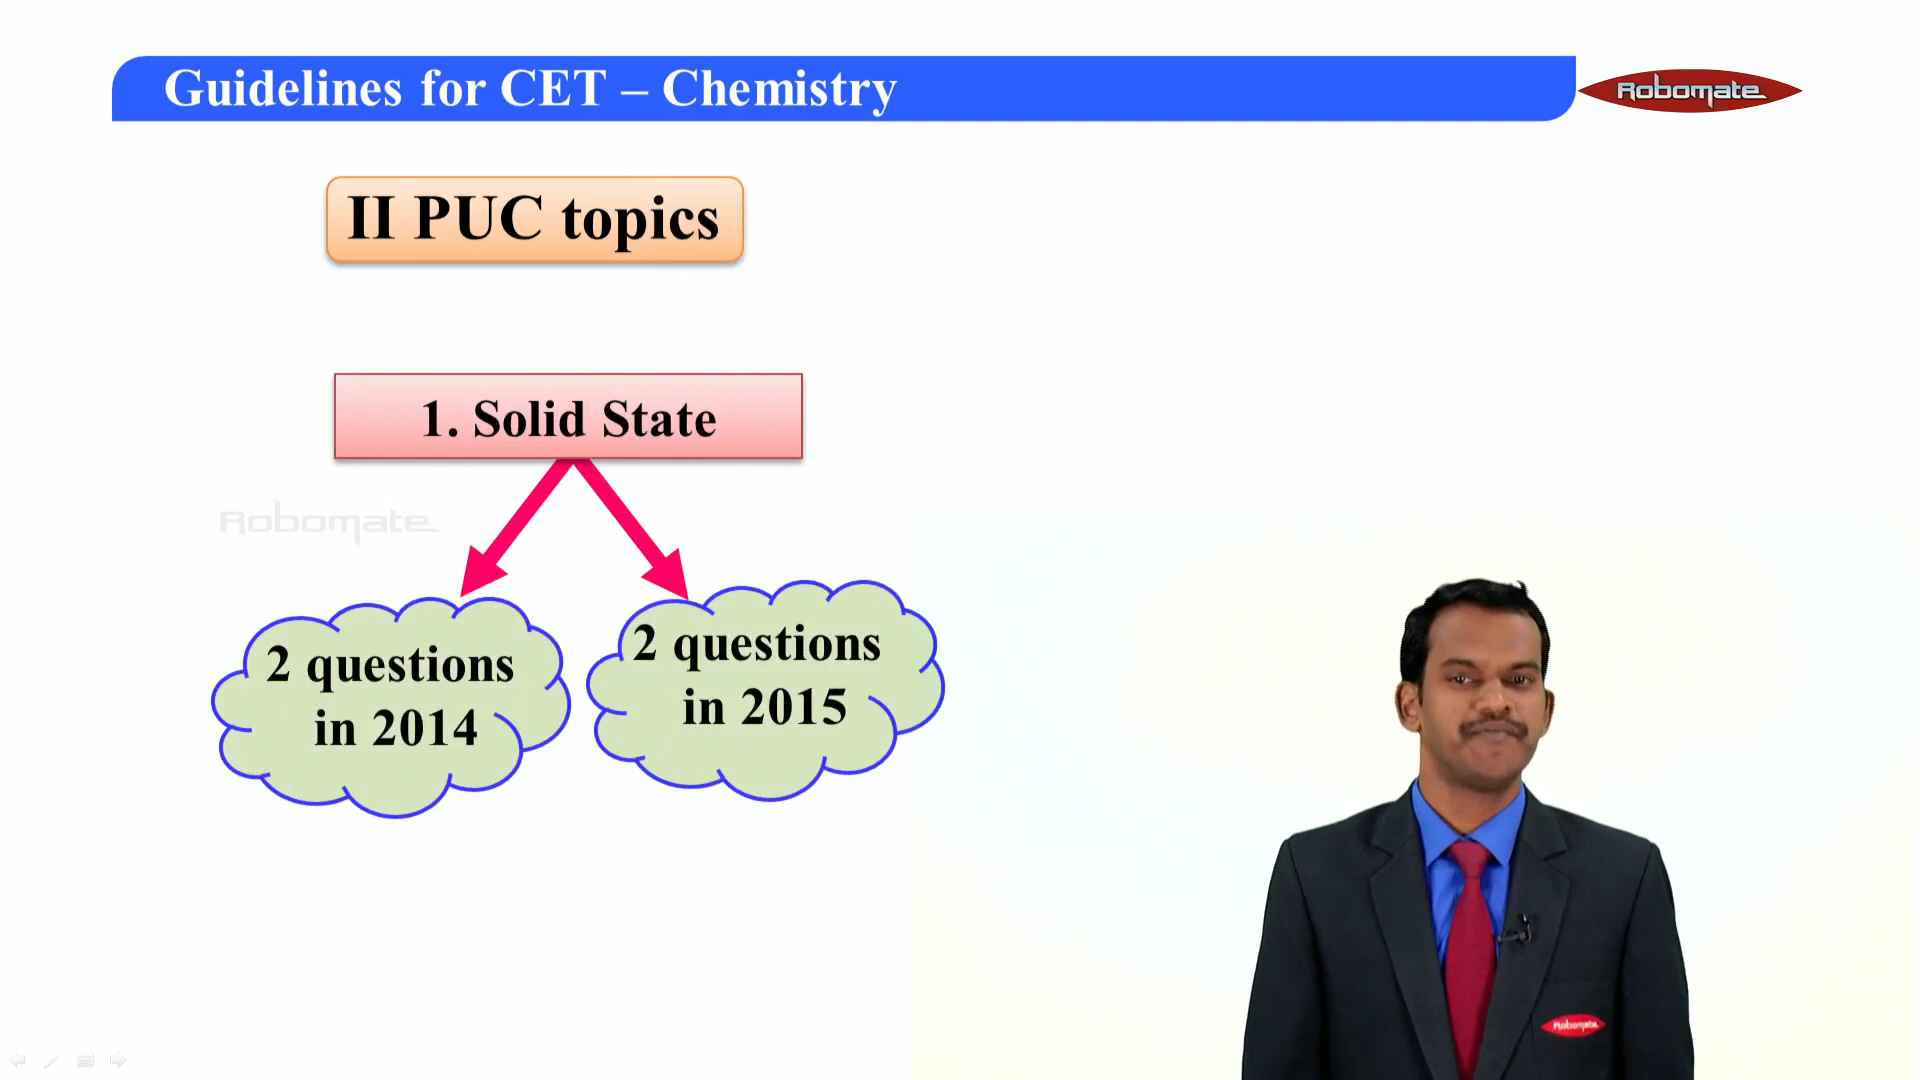 Guidelines for CET – Chemistry
Robomate
II PUC topics
1. Solid State
Robomate
2 questions
in 2014
2 questions
in 2015
Robomate